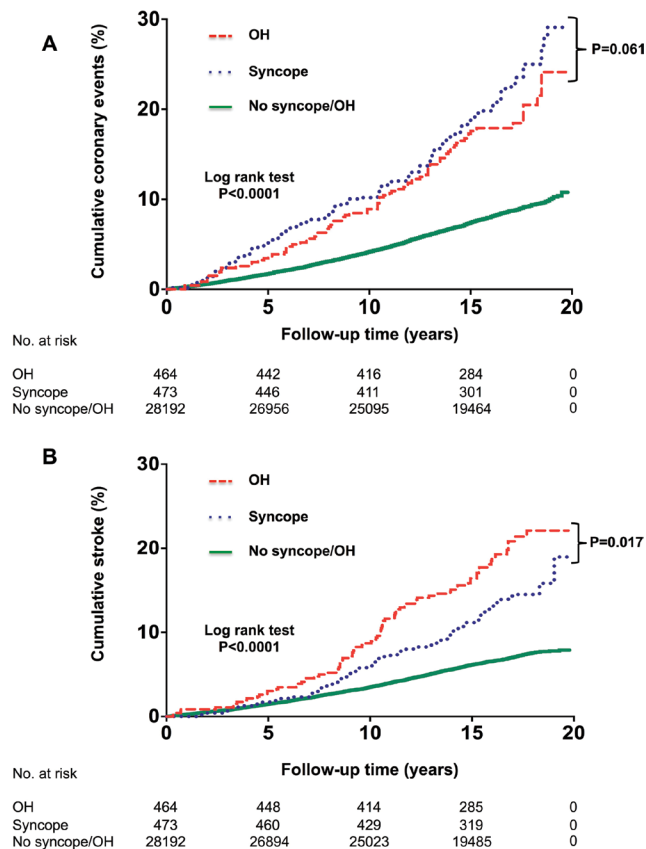 A
Cumulative coronary events (%)
30
20
10
0
OH
Syncope
No syncope/OH
Log rank test
P<0.0001
P=0.061
0 5 10 15 20
Follow-up time (years)
No. at risk
OH 464 442 416 284 0
Syncope 473 446 411 301 0
No syncope/OH 28192 26956 25095 19464 0
B
Cumulative stroke (%)
30
20
10
0
OH
Syncope
No syncope/OH
Log rank test
P<0.0001
P=0.017
0 5 10 15 20
Follow-up time (years)
No. at risk
OH 464 448 414 285 0
Syncope 473 460 429 319 0
No syncope/OH 28192 26894 25023 19485 0